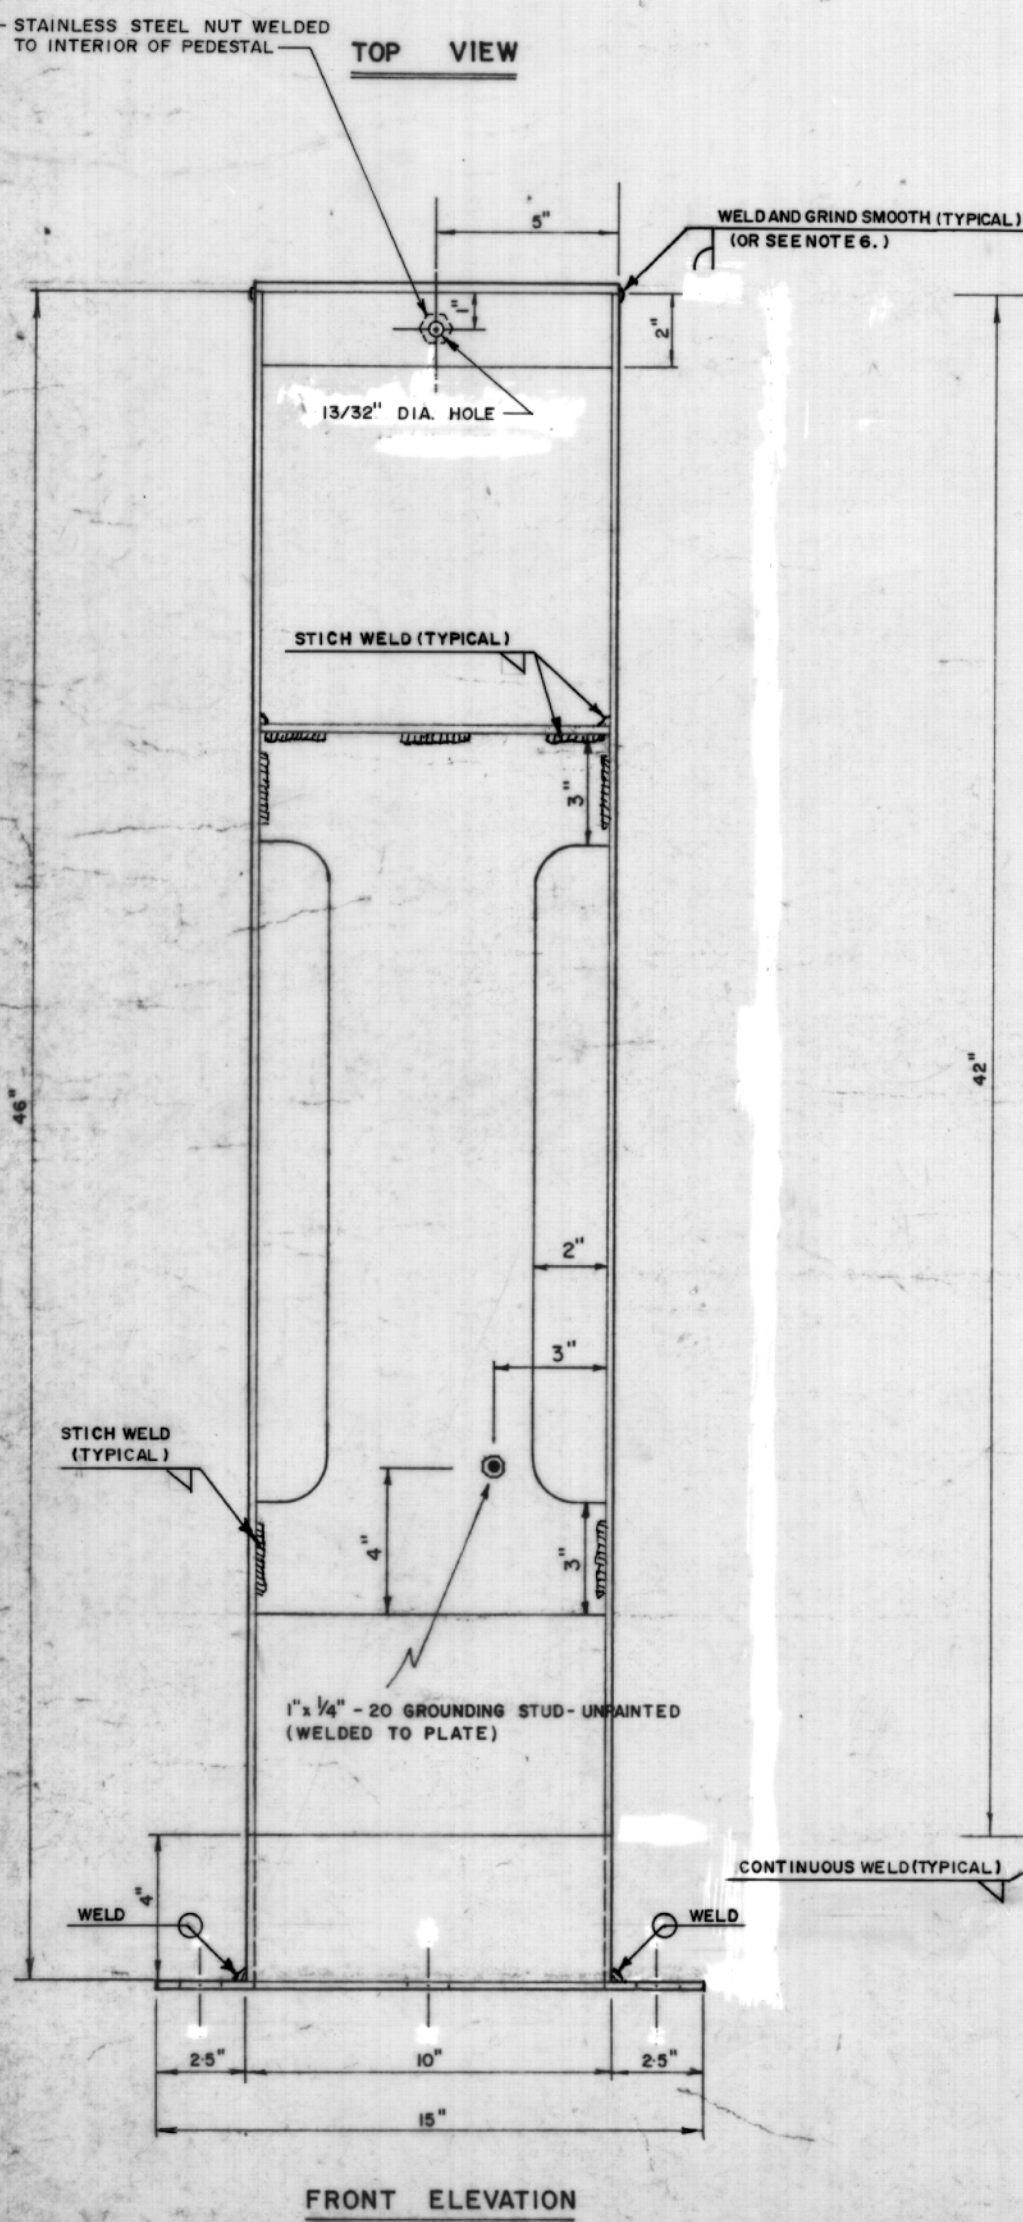 - STAINLESS STEEL NUT WELDED
TO INTERIOR OF PEDESTAL
TOP VIEW
5"
WELD AND GRIND SMOOTH (TYPICAL)
(OR SEE NOTE 6.)
1"
2"
13/32" DIA. HOLE
STICH WELD (TYPICAL)
3"
46"
42"
2"
3"
STICH WELD
(TYPICAL)
4"
3"
1" x 1/4" - 20 GROUNDING STUD - UNPAINTED
(WELDED TO PLATE)
4"
CONTINUOUS WELD (TYPICAL)
WELD
WELD
2.5"
10"
2.5"
15"
FRONT ELEVATION